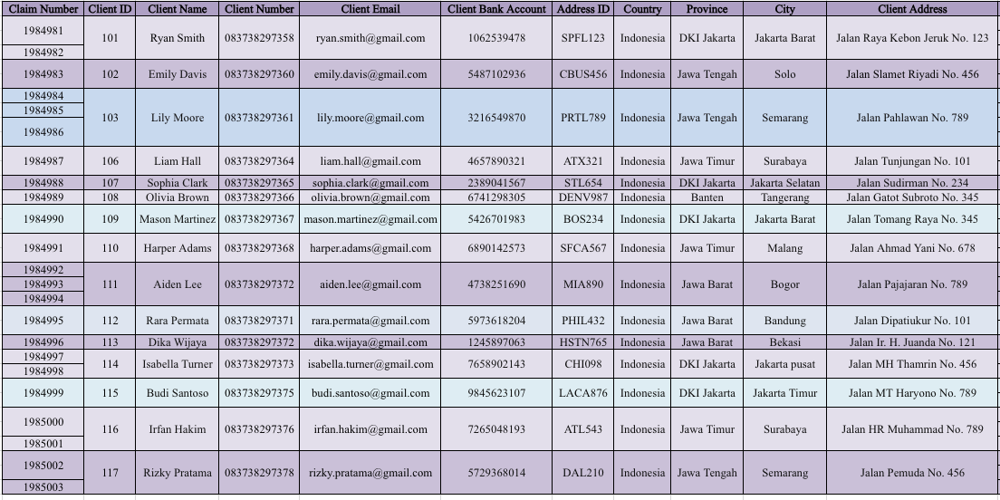 Claim Number Client ID Client Name Client Number Client Email Client Bank Account Address ID Country Province City Client Address
1984981
101 Ryan Smith 083738297358 ryan.smith@gmail.com 1062539478 SPFL123 Indonesia DKI Jakarta Jakarta Barat Jalan Raya Kebon Jeruk No. 123
1984982
1984983 102 Emily Davis 083738297360 emily.davis@gmail.com 5487102936 CBUS456 Indonesia Jawa Tengah Solo Jalan Slamet Riyadi No. 456
1984984
1984985
103 Lily Moore 083738297361 lily.moore@gmail.com 3216549870 PRTL789 Indonesia Jawa Tengah Semarang Jalan Pahlawan No. 789
1984986
1984987 106 Liam Hall 083738297364 liam.hall@gmail.com 4657890321 ATX321 Indonesia Jawa Timur Surabaya Jalan Tunjungan No. 101
1984988 107 Sophia Clark 083738297365 sophia.clark@gmail.com 2389041567 STL654 Indonesia DKI Jakarta Jakarta Selatan Jalan Sudirman No. 234
1984989 108 Olivia Brown 083738297366 olivia.brown@gmail.com 6741298305 DENV987 Indonesia Banten Tangerang Jalan Gatot Subroto No. 345
1984990 109 Mason Martinez 083738297367 mason.martinez@gmail.com 5426701983 BOS234 Indonesia DKI Jakarta Jakarta Barat Jalan Tomang Raya No. 345
1984991 110 Harper Adams 083738297368 harper.adams@gmail.com 6890142573 SFCA567 Indonesia Jawa Timur Malang Jalan Ahmad Yani No. 678
1984992
1984993 111 Aiden Lee 083738297372 aiden.lee@gmail.com 4738251690 MIA890 Indonesia Jawa Barat Bogor Jalan Pajajaran No. 789
1984994
1984995 112 Rara Permata 083738297371 rara.permata@gmail.com 5973618204 PHIL432 Indonesia Jawa Barat Bandung Jalan Dipatiukur No. 101
1984996 113 Dika Wijaya 083738297372 dika.wijaya@gmail.com 1245897063 HSTN765 Indonesia Jawa Barat Bekasi Jalan Ir. H. Juanda No. 121
1984997
114 Isabella Turner 083738297373 isabella.turner@gmail.com 7658902143 CHI098 Indonesia DKI Jakarta Jakarta pusat Jalan MH Thamrin No. 456
1984998
1984999 115 Budi Santoso 083738297375 budi.santoso@gmail.com 9845623107 LACA876 Indonesia DKI Jakarta Jakarta Timur Jalan MT Haryono No. 789
1985000
116 Irfan Hakim 083738297376 irfan.hakim@gmail.com 7265048193 ATL543 Indonesia Jawa Timur Surabaya Jalan HR Muhammad No. 789
1985001
1985002
117 Rizky Pratama 083738297378 rizky.pratama@gmail.com 5729368014 DAL210 Indonesia Jawa Tengah Semarang Jalan Pemuda No. 456
1985003